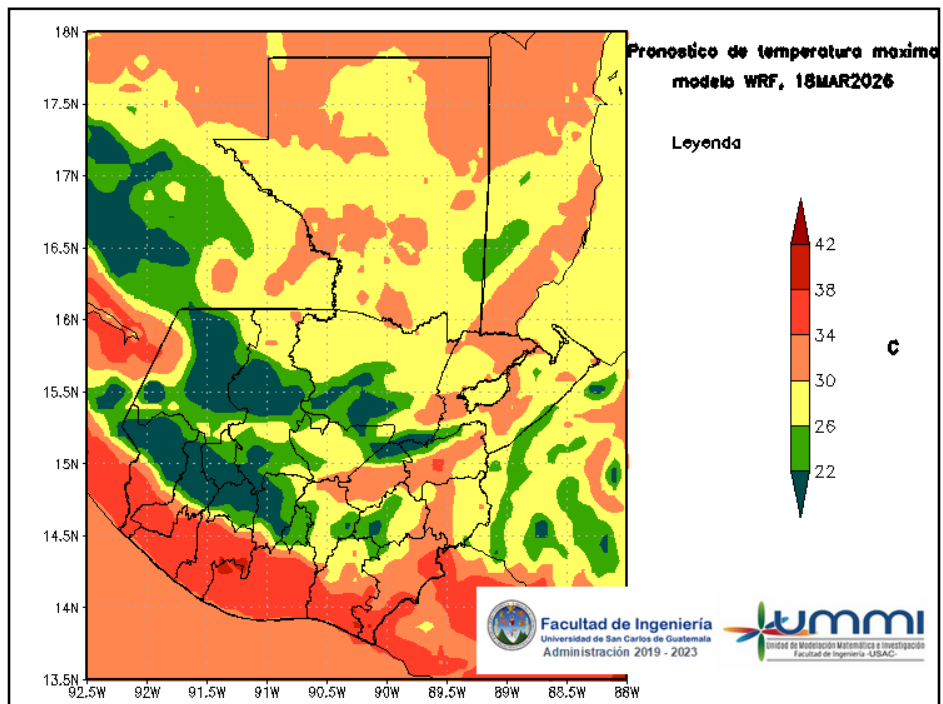 Pronostico de temperatura maxima
modelo WRF, 18MAR2026
Leyenda
42
38
34
30
26
22
C
18N
17.5N
17N
16.5N
16N
15.5N
15N
14.5N
14N
13.5N
92.5W 92W 91.5W 91W 90.5W 90W 89.5W 89W 88.5W 88W
Facultad de Ingeniería
Universidad de San Carlos de Guatemala
Administración 2019 - 2023
UMMI
Unidad de Modelación Matemática e Investigación
Facultad de Ingeniería -USAC-